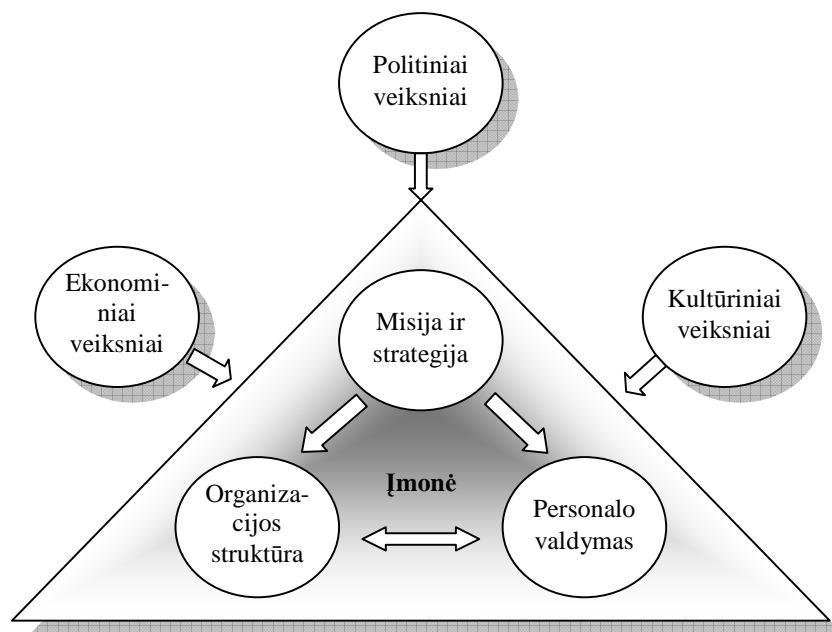 Politiniai
veiksniai
Ekonomi-
niai
veiksniai
Misija ir
strategija
Kultūriniai
veiksniai
Organiza-
cijos
struktūra
Įmonė
Personalo
valdymas